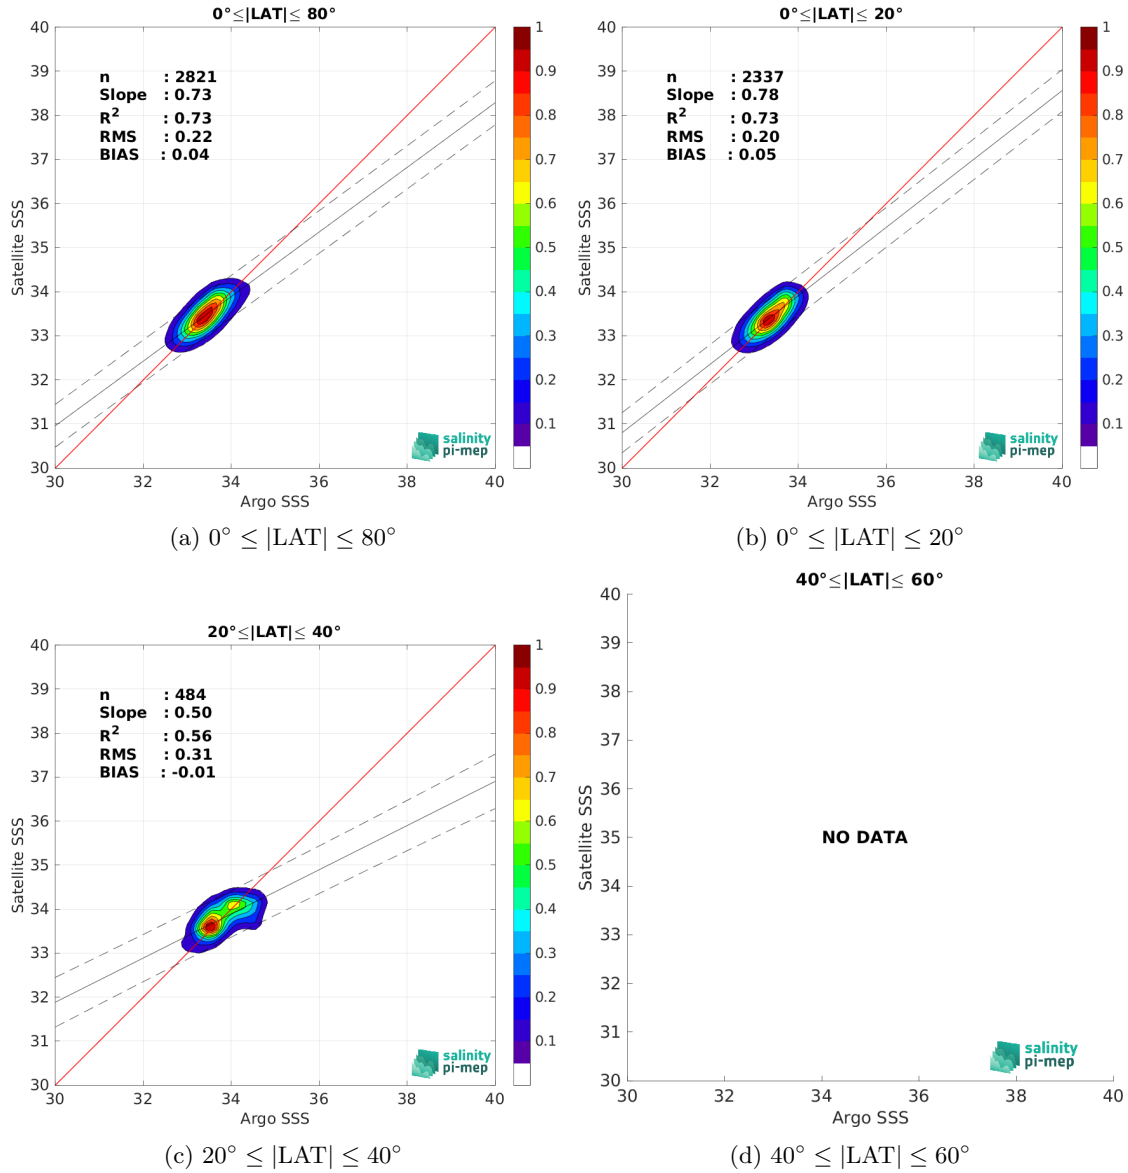 0°≤|LAT|≤ 80°
40
39
38
37
36
35
34
33
32
31
30
30
32
34
36
38
40
Satellite SSS
Argo SSS
n : 2821
Slope : 0.73
R² : 0.73
RMS : 0.22
BIAS : 0.04
salinity
pi-mep
1
0.9
0.8
0.7
0.6
0.5
0.4
0.3
0.2
0.1
(a) 0° ≤ |LAT| ≤ 80°
0°≤|LAT|≤ 20°
40
39
38
37
36
35
34
33
32
31
30
30
32
34
36
38
40
Satellite SSS
Argo SSS
n : 2337
Slope : 0.78
R² : 0.73
RMS : 0.20
BIAS : 0.05
salinity
pi-mep
1
0.9
0.8
0.7
0.6
0.5
0.4
0.3
0.2
0.1
(b) 0° ≤ |LAT| ≤ 20°
20°≤|LAT|≤ 40°
40
39
38
37
36
35
34
33
32
31
30
30
32
34
36
38
40
Satellite SSS
Argo SSS
n : 484
Slope : 0.50
R² : 0.56
RMS : 0.31
BIAS : -0.01
salinity
pi-mep
1
0.9
0.8
0.7
0.6
0.5
0.4
0.3
0.2
0.1
(c) 20° ≤ |LAT| ≤ 40°
40°≤|LAT|≤ 60°
40
39
38
37
36
35
34
33
32
31
30
30
32
34
36
38
40
Satellite SSS
Argo SSS
NO DATA
salinity
pi-mep
(d) 40° ≤ |LAT| ≤ 60°